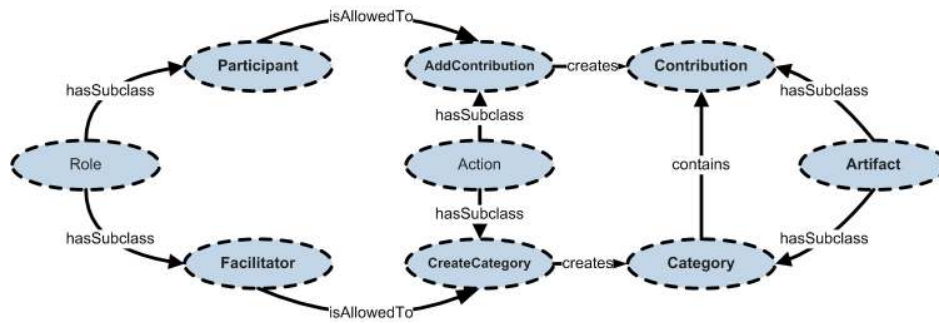 isAllowedTo
Participant
AddContribution
creates
Contribution
hasSubclass
hasSubclass
hasSubclass
Role
Action
contains
Artifact
hasSubclass
hasSubclass
hasSubclass
Facilitator
CreateCategory
creates
Category
isAllowedTo